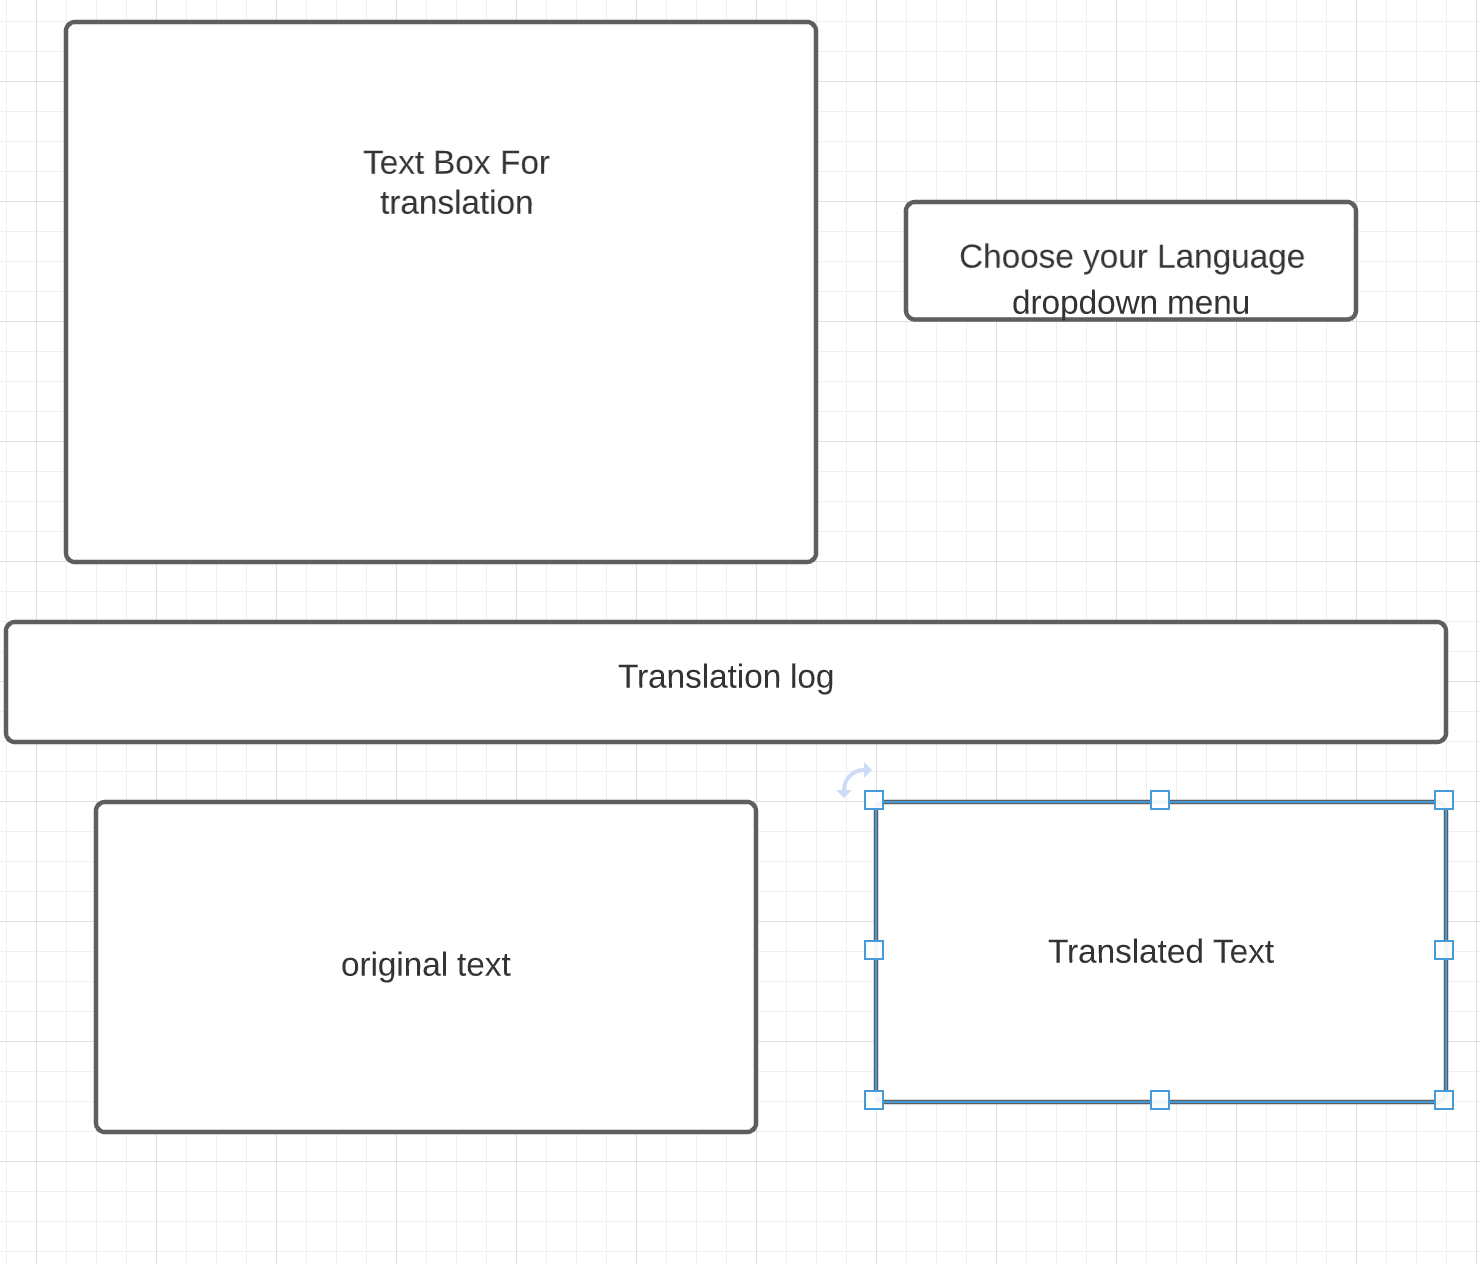 Text Box For
translation
Choose your Language
dropdown menu
Translation log
original text
Translated Text